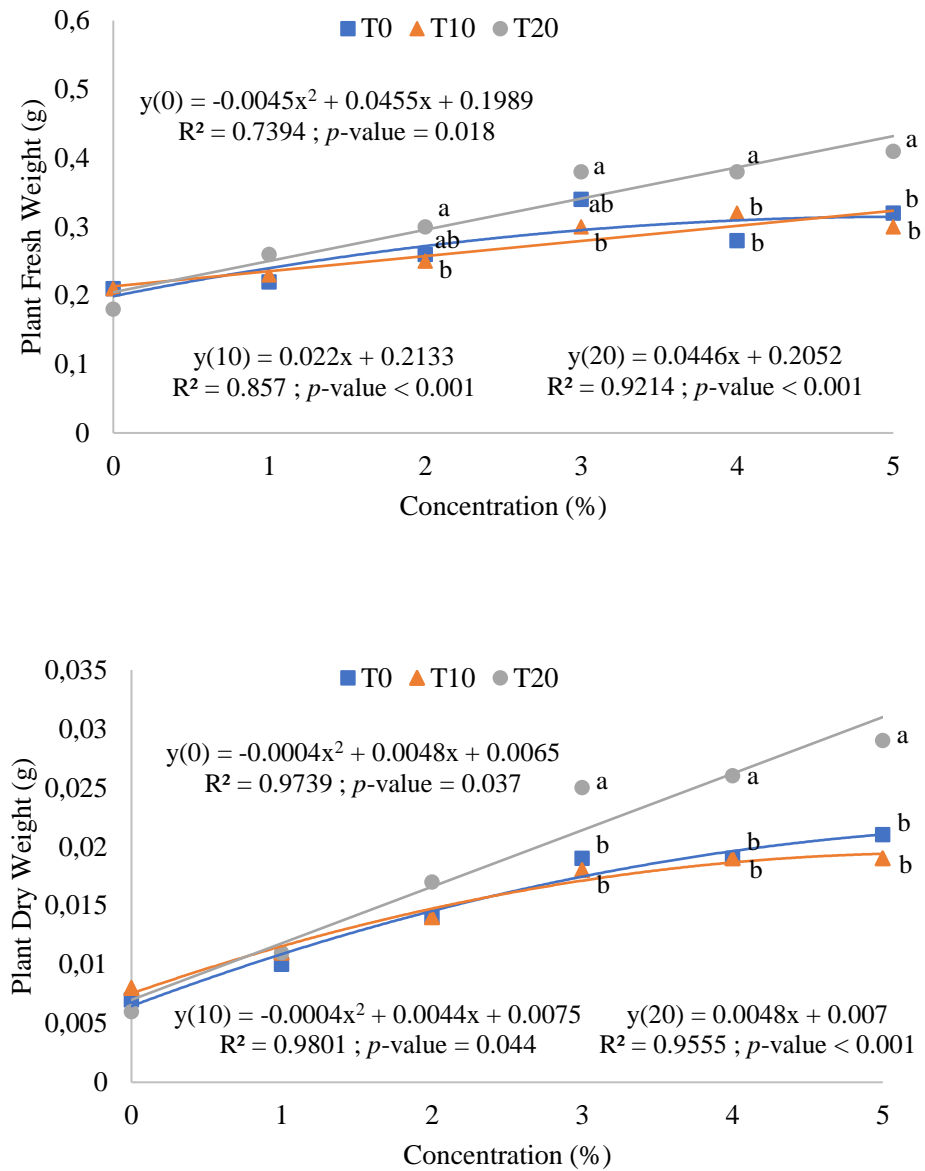 0,6
T0 T10 T20
0,5
y(0) = -0.0045x² + 0.0455x + 0.1989
R² = 0.7394 ; p-value = 0.018
0,4
a
a
a
0,3
a
ab
b
b
b
ab
b
b
b
0,2
0,1
y(10) = 0.022x + 0.2133
R² = 0.857 ; p-value < 0.001
y(20) = 0.0446x + 0.2052
R² = 0.9214 ; p-value < 0.001
0
Plant Fresh Weight (g)
0 1 2 3 4 5
Concentration (%)
0,035
T0 T10 T20
0,03
y(0) = -0.0004x² + 0.0048x + 0.0065
R² = 0.9739 ; p-value = 0.037
a
0,025
a
a
0,02
b
b
b
b
b
b
0,015
0,01
0,005
y(10) = -0.0004x² + 0.0044x + 0.0075
R² = 0.9801 ; p-value = 0.044
y(20) = 0.0048x + 0.007
R² = 0.9555 ; p-value < 0.001
0
Plant Dry Weight (g)
0 1 2 3 4 5
Concentration (%)